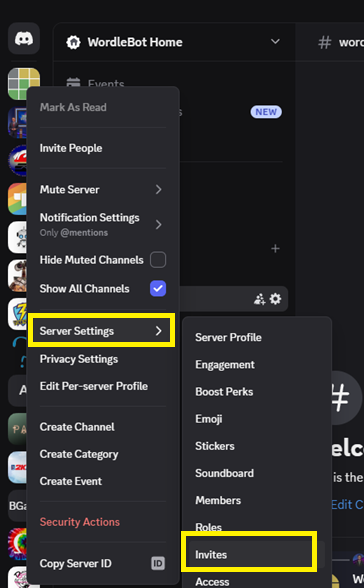 WordleBot Home
# word
Events
s
NEW
Mark As Read
Invite People
Mute Server
Notification Settings
Only @mentions
Hide Muted Channels
Show All Channels
Server Settings
Privacy Settings
Edit Per-server Profile
Create Channel
Create Category
Create Event
Security Actions
Copy Server ID
ID
Server Profile
Engagement
Boost Perks
Emoji
Stickers
Soundboard
Members
Roles
Invites
Access
#
elc
is the
Edit C
W
A
2K
BGa